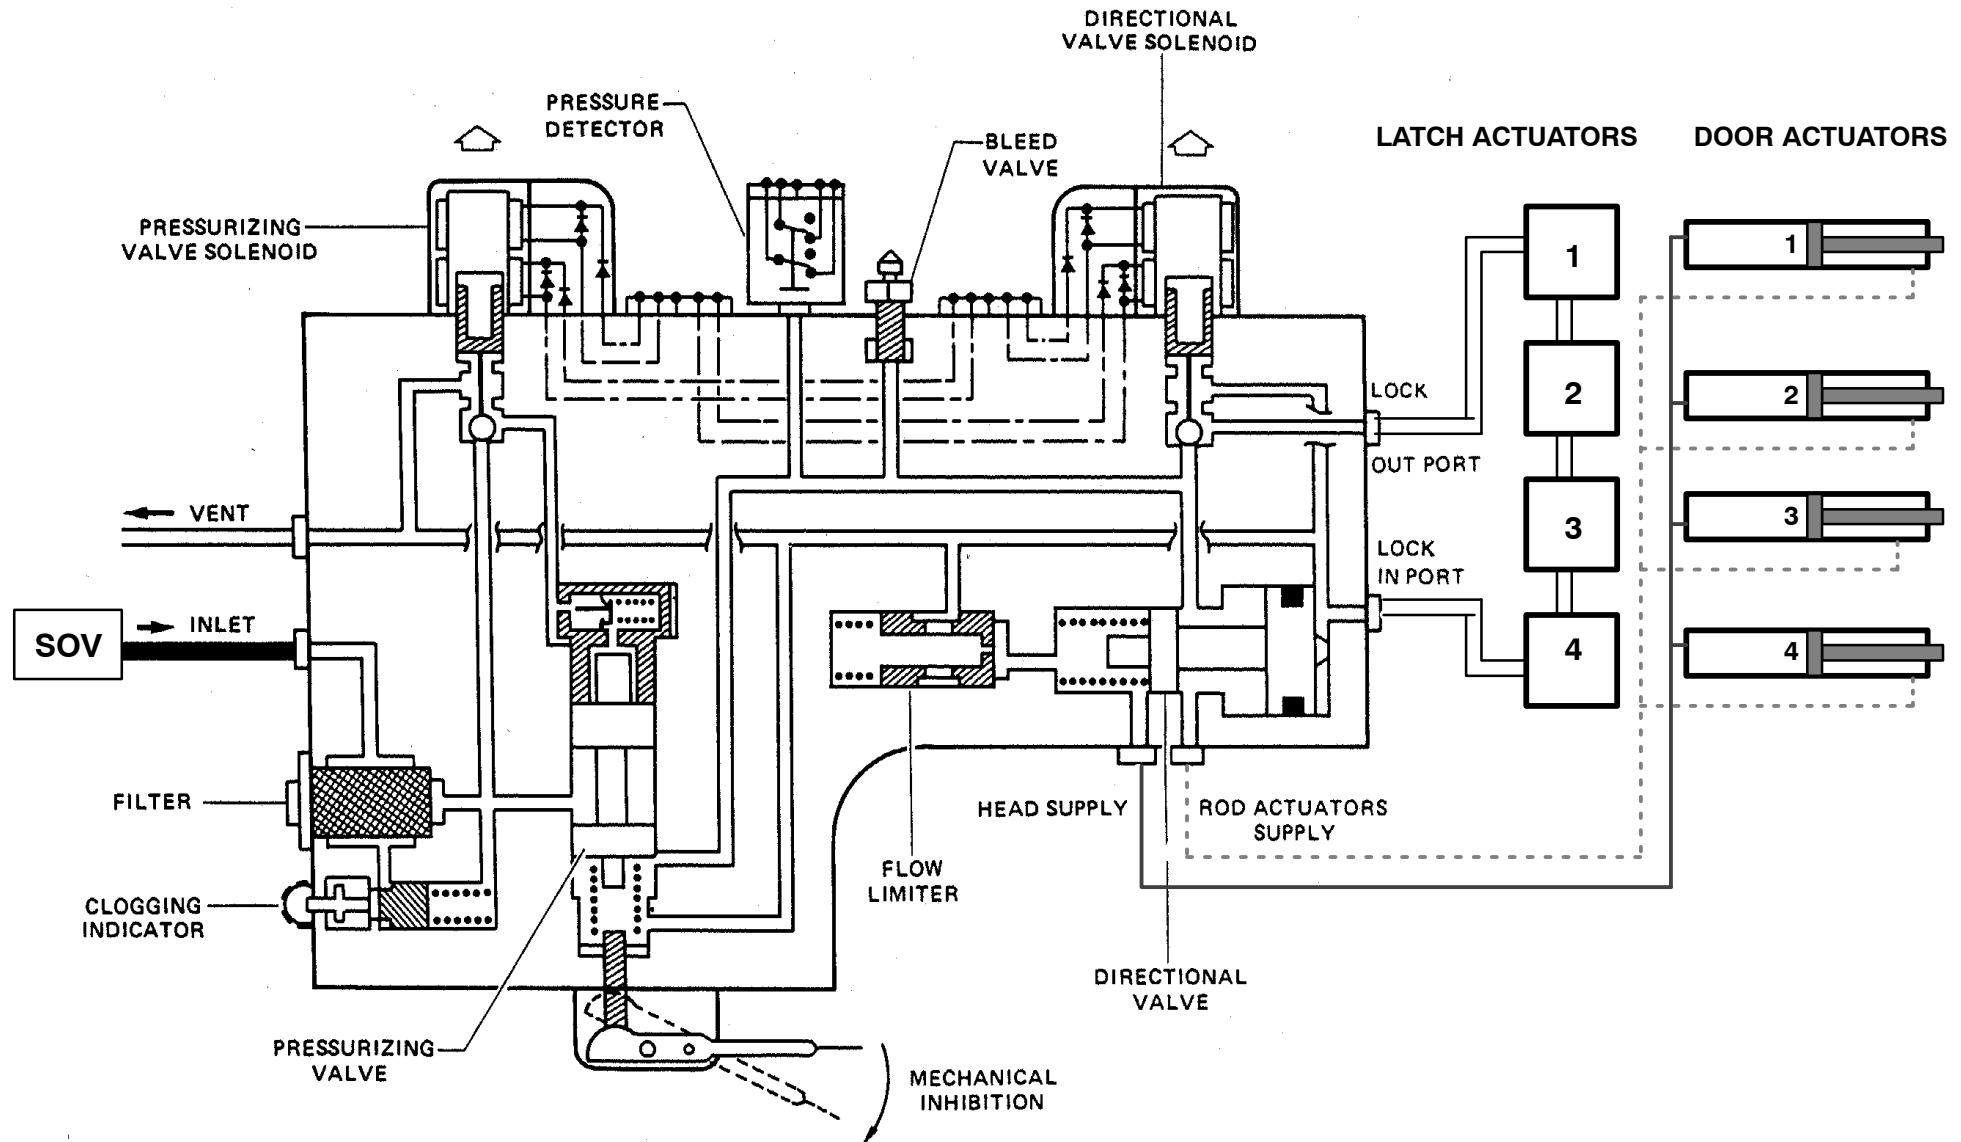 DIRECTIONAL
VALVE SOLENOID
PRESSURE
DETECTOR
BLEED
VALVE
LATCH ACTUATORS
DOOR ACTUATORS
PRESSURIZING
VALVE SOLENOID
1
2
3
4
1
2
3
4
LOCK
OUT PORT
LOCK
IN PORT
VENT
SOV
INLET
FILTER
CLOGGING
INDICATOR
HEAD SUPPLY
ROD ACTUATORS
SUPPLY
FLOW
LIMITER
DIRECTIONAL
VALVE
PRESSURIZING
VALVE
MECHANICAL
INHIBITION